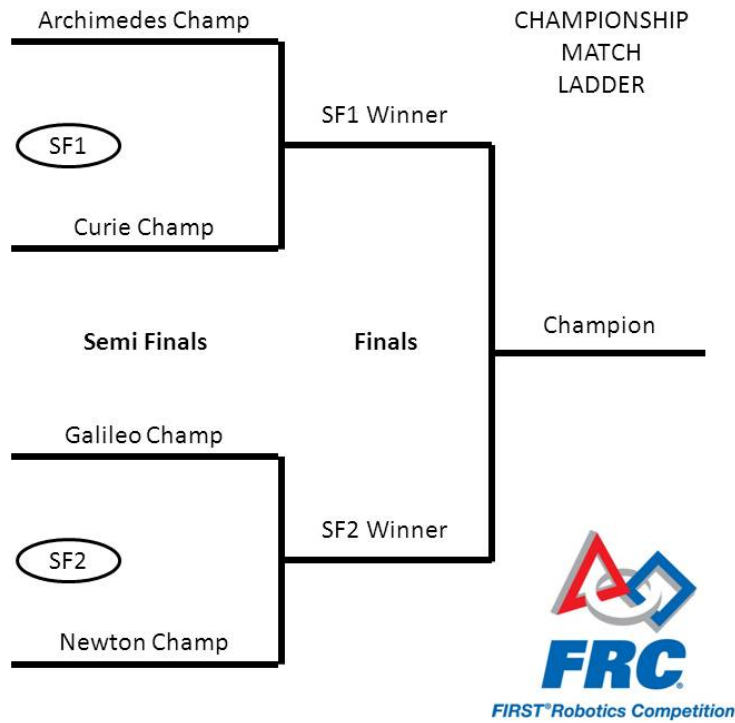 Archimedes Champ
CHAMPIONSHIP
MATCH
LADDER
SF1 Winner
SF1
Curie Champ
Champion
Semi Finals
Finals
Galileo Champ
SF2 Winner
SF2
Newton Champ
FRC
FIRST® Robotics Competition